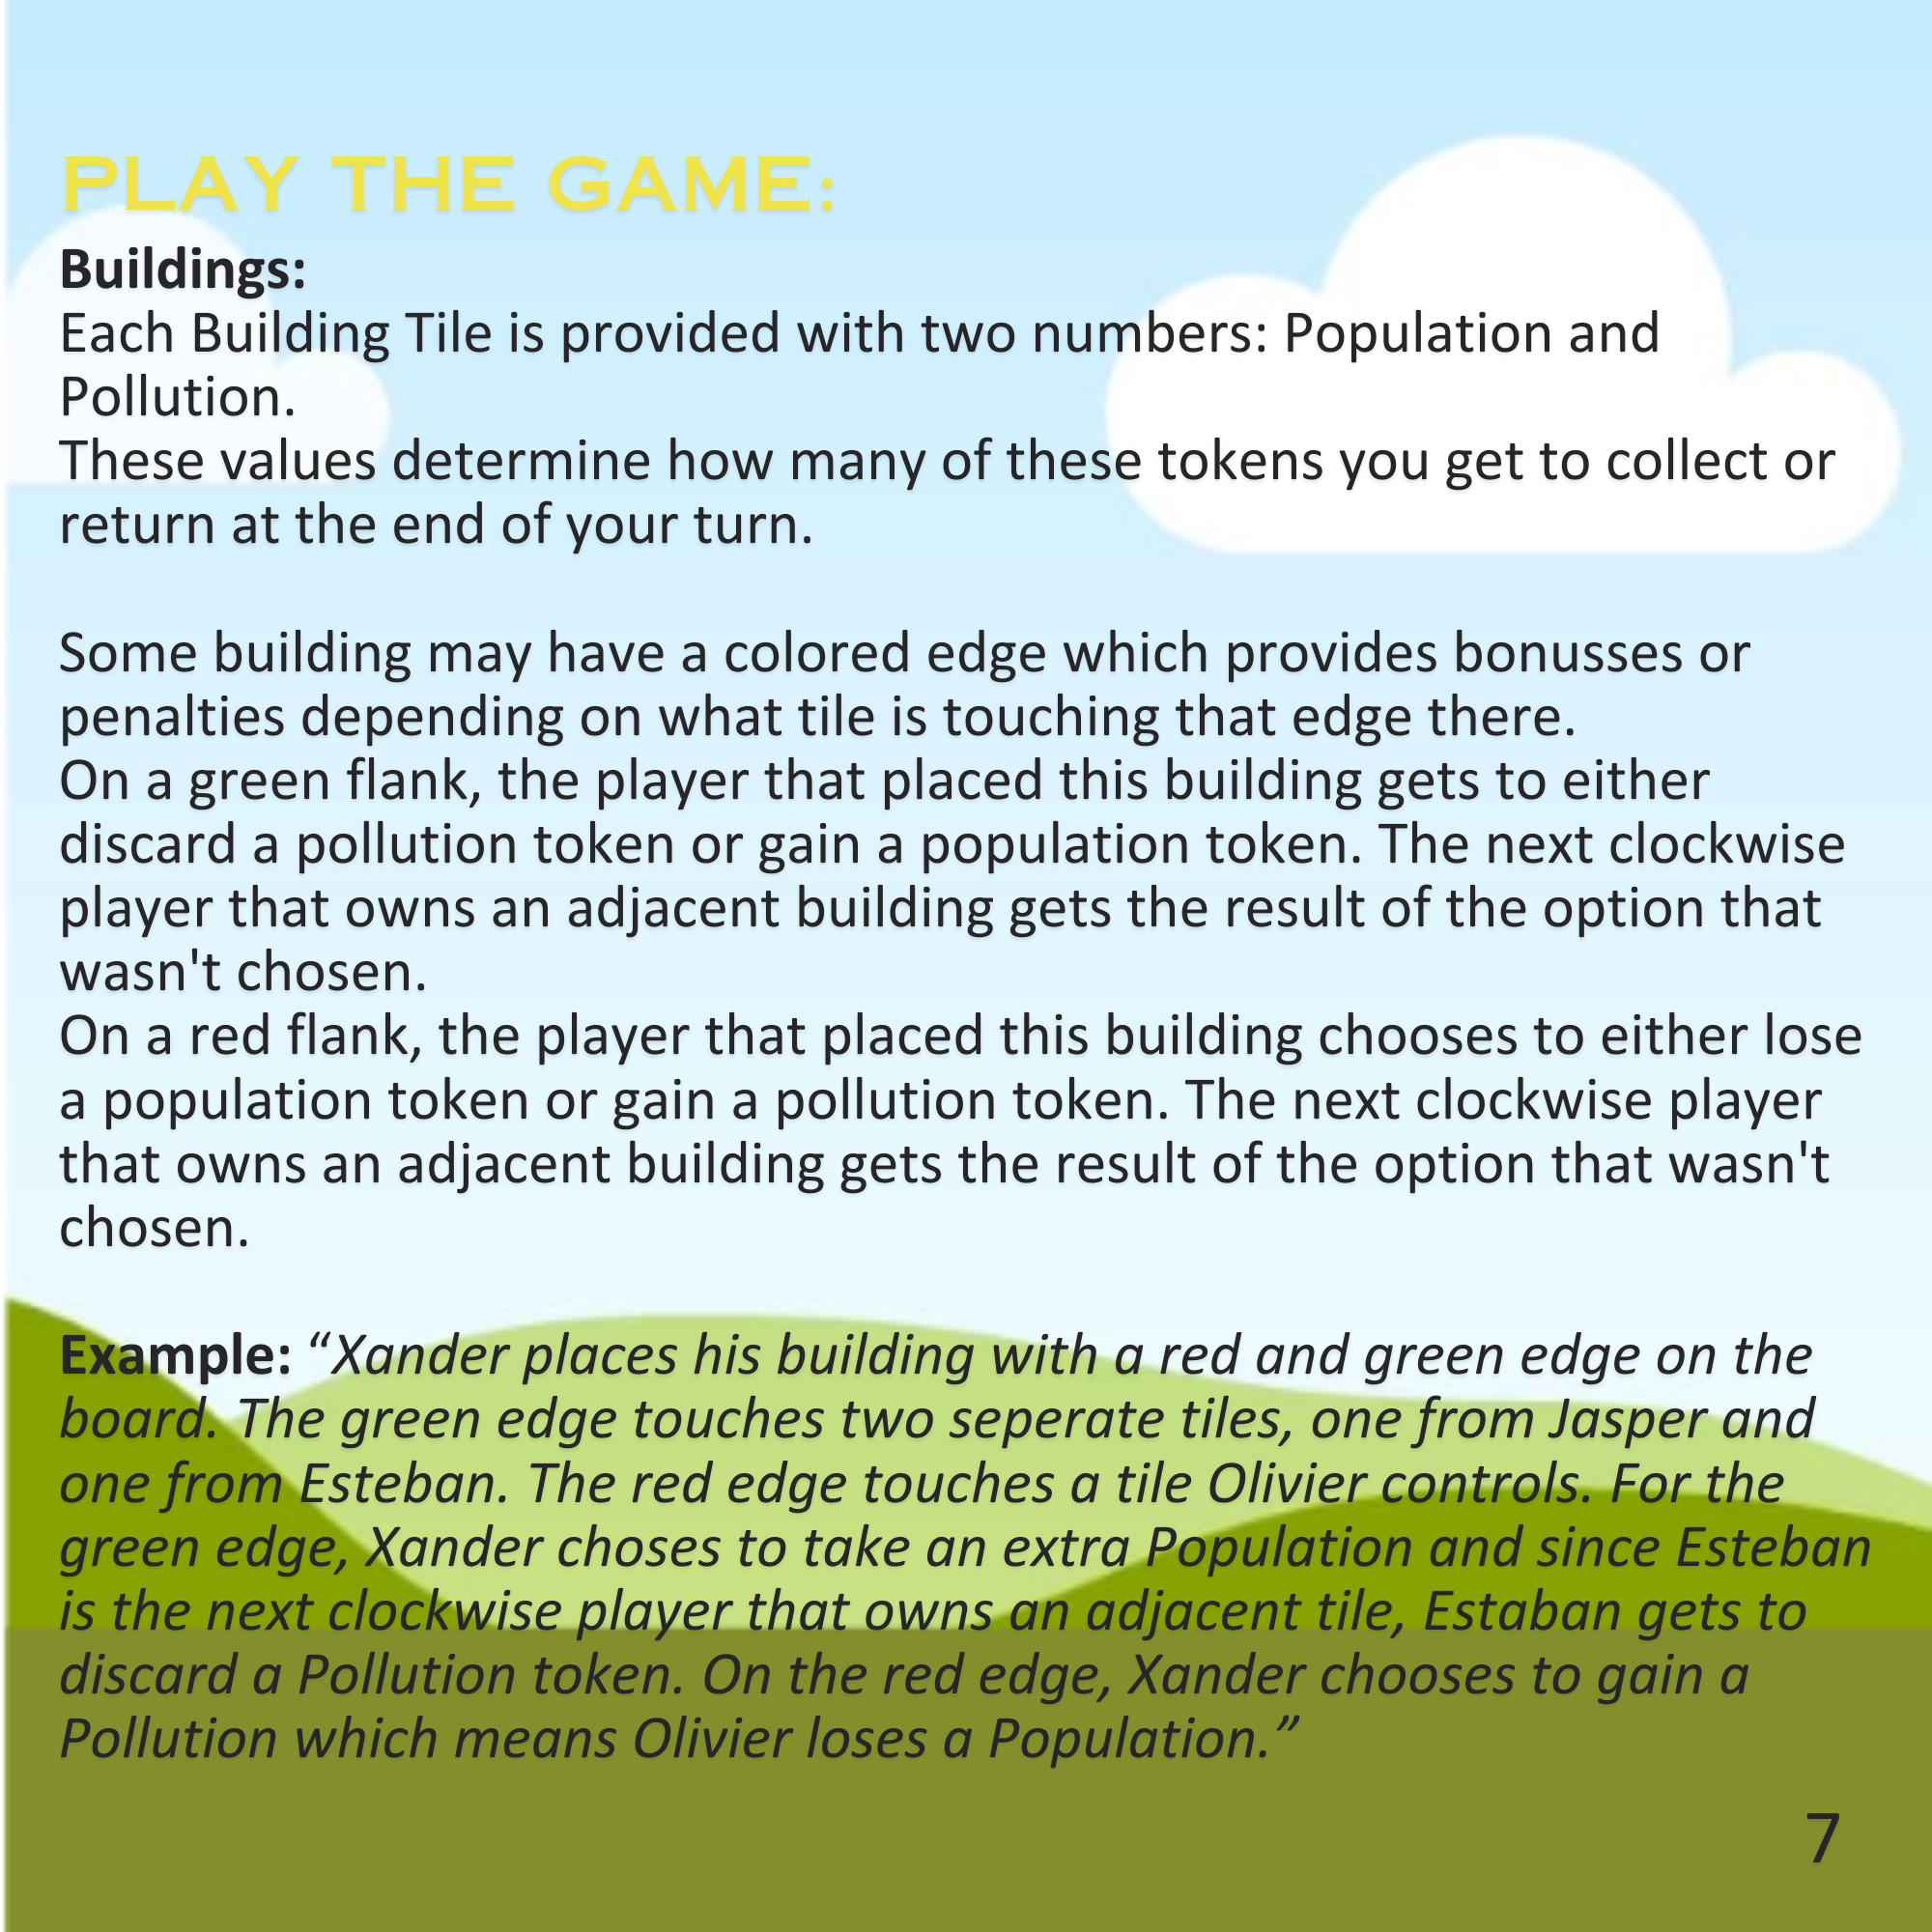 PLAY THE GAME:
Buildings:
Each Building Tile is provided with two numbers: Population and
Pollution.
These values determine how many of these tokens you get to collect or
return at the end of your turn.
Some building may have a colored edge which provides bonusses or
penalties depending on what tile is touching that edge there.
On a green flank, the player that placed this building gets to either
discard a pollution token or gain a population token. The next clockwise
player that owns an adjacent building gets the result of the option that
wasn't chosen.
On a red flank, the player that placed this building chooses to either lose
a population token or gain a pollution token. The next clockwise player
that owns an adjacent building gets the result of the option that wasn't
chosen.
Example: “Xander places his building with a red and green edge on the
board. The green edge touches two seperate tiles, one from Jasper and
one from Esteban. The red edge touches a tile Olivier controls. For the
green edge, Xander choses to take an extra Population and since Esteban
is the next clockwise player that owns an adjacent tile, Estaban gets to
discard a Pollution token. On the red edge, Xander chooses to gain a
Pollution which means Olivier loses a Population.”
7